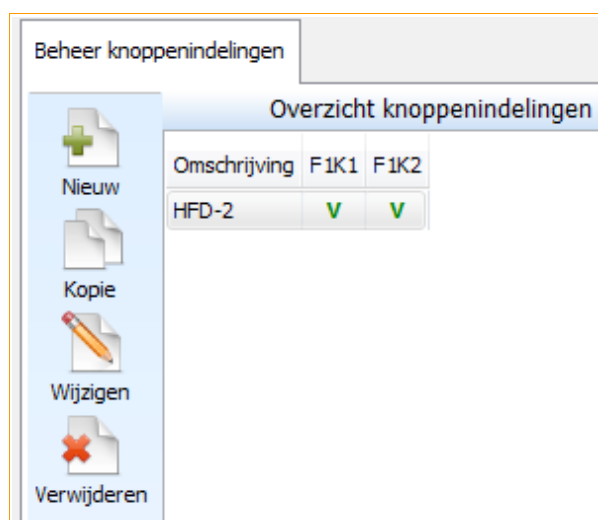 Beheer knoppenindelingen
Overzicht knoppenindelingen
Nieuw
Kopie
Wijzigen
Verwijderen
Omschrijving F1K1 F1K2
HFD-2 V V